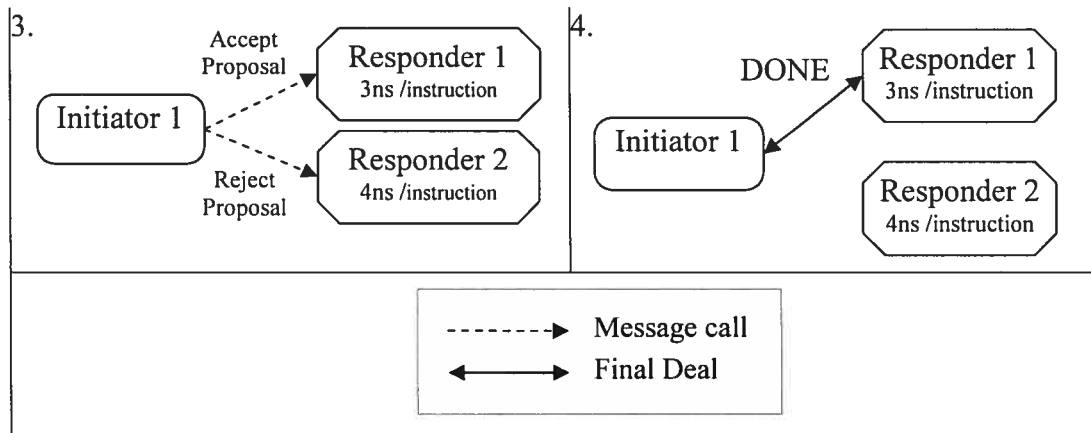 3.
Accept
Proposal
Initiator 1
Responder 1
3ns /instruction
Responder 2
4ns /instruction
Reject
Proposal
4.
DONE
Initiator 1
Responder 1
3ns /instruction
Responder 2
4ns /instruction
Message call
Final Deal